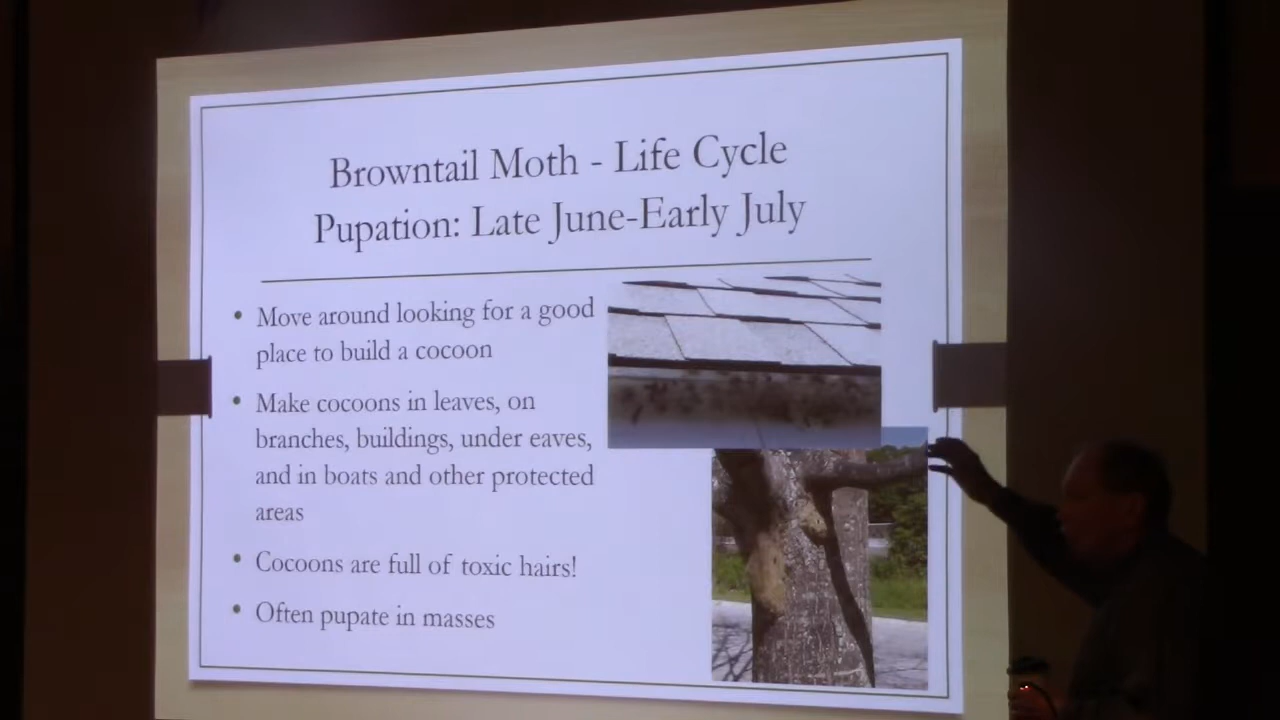 Browntail Moth - Life Cycle
Pupation: Late June-Early July
• Move around looking for a good
place to build a cocoon
• Make cocoons in leaves, on
branches, buildings, under eaves,
and in boats and other protected
areas
• Cocoons are full of toxic hairs!
• Often pupate in masses